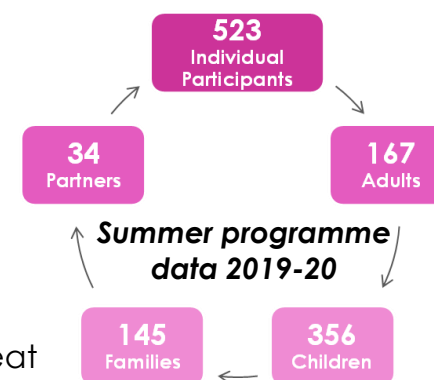 523
Individual
Participants
34
Partners
167
Adults
Summer programme
data 2019-20
145
Families
356
Children